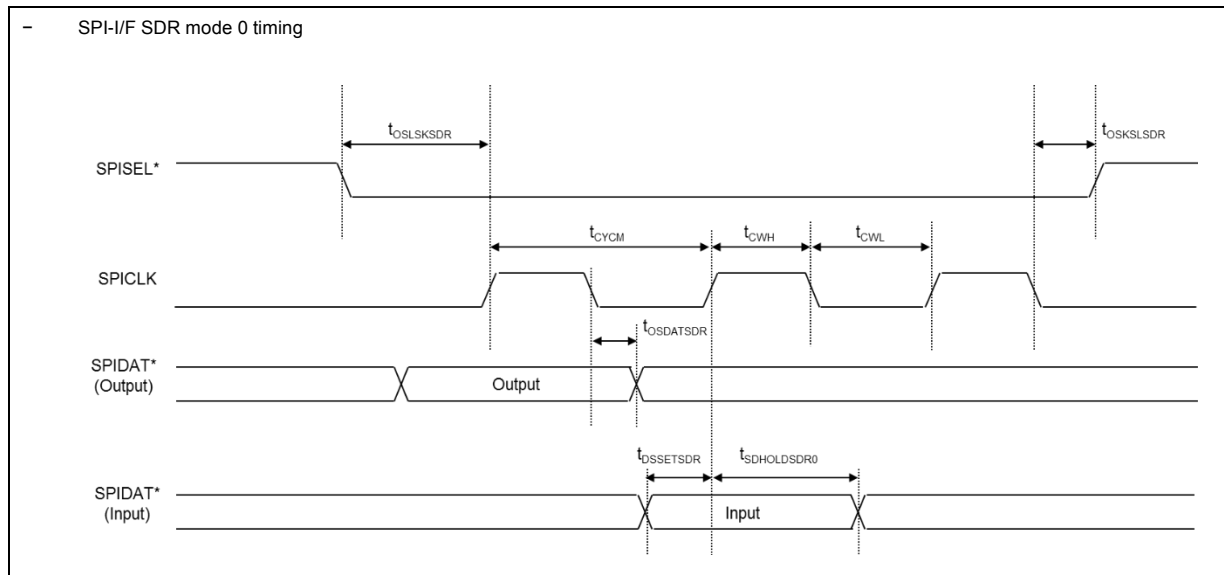 – SPI-I/F SDR mode 0 timing
tOSLSKSDR
tOSKSLSDR
SPISEL*
tCYCM
tCWH
tCWL
SPICLK
tOSDATSDR
SPIDAT*
(Output)
Output
tDSSETSDR
tSDHOLDSDR0
SPIDAT*
(Input)
Input